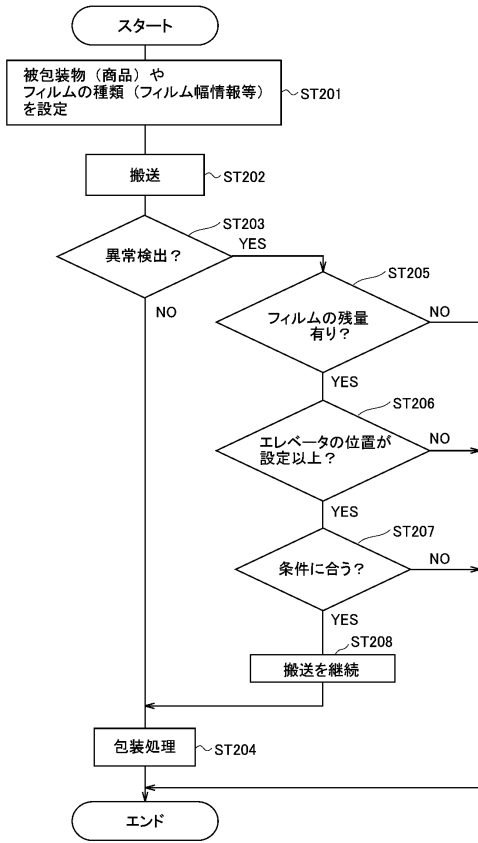 スタート
被包装物（商品）や
フィルムの種類（フィルム幅情報等）
を設定
ST201
搬送
ST202
ST203
異常検出？
YES
NO
ST205
フィルムの残量
有り？
NO
YES
ST206
エレベータの位置が
設定以上？
NO
YES
ST207
条件に合う？
NO
YES
ST208
搬送を継続
包装処理
ST204
エンド